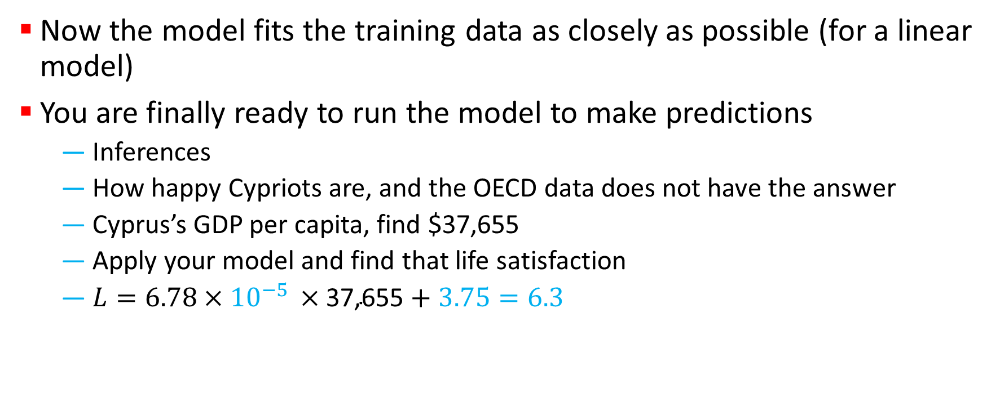 ▪ Now the model fits the training data as closely as possible (for a linear
model)
▪ You are finally ready to run the model to make predictions
— Inferences
— How happy Cypriots are, and the OECD data does not have the answer
— Cyprus’s GDP per capita, find $37,655
— Apply your model and find that life satisfaction
— L = 6.78 × 10⁻⁵ × 37,655 + 3.75 = 6.3